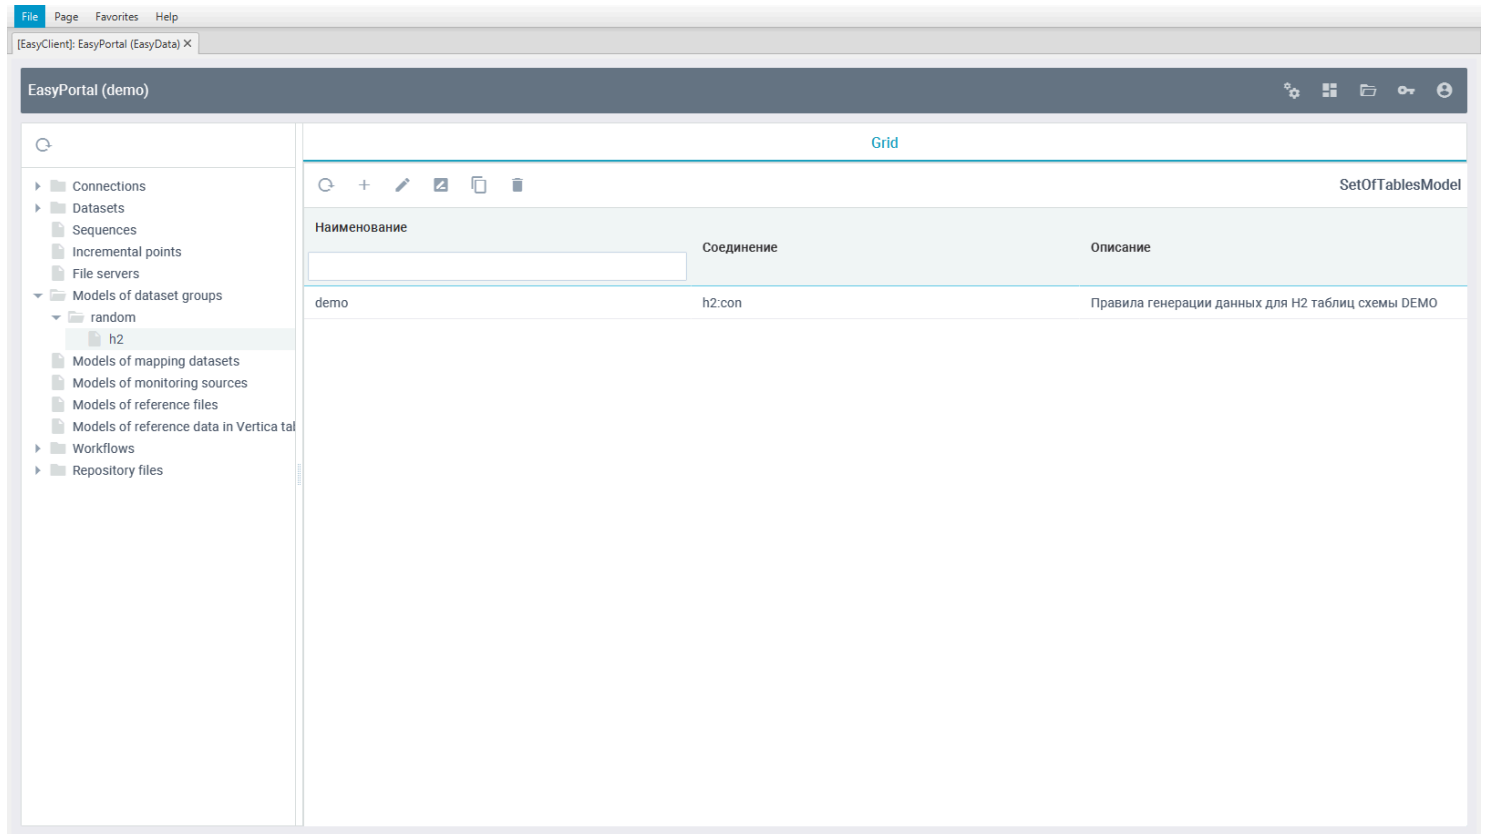 File Page Favorites Help
[EasyClient]: EasyPortal (EasyData) ✕
EasyPortal (demo)
Grid
SetOfTablesModel
Connections
Datasets
Sequences
Incremental points
File servers
Models of dataset groups
random
h2
Models of mapping datasets
Models of monitoring sources
Models of reference files
Models of reference data in Vertica tal
Workflows
Repository files
Наименование
Соединение Описание
demo h2:con Правила генерации данных для H2 таблиц схемы DEMO